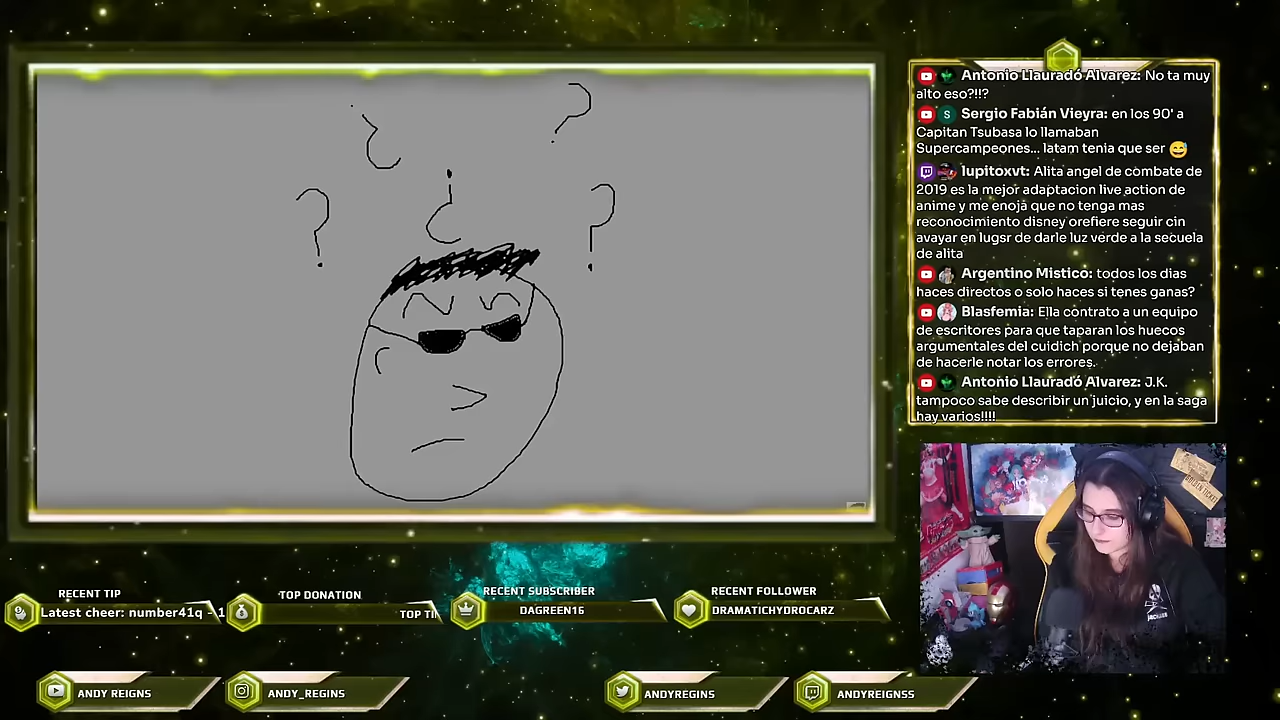 Antonio Llauradó Alvarez: No ta muy
alto eso?!!?
Sergio Fabián Vieyra: en los 90' a
Capitan Tsubasa lo llamaban
Supercampeones... latam tenia que ser 😅
lupitoxvt: Alita angel de combate de
2019 es la mejor adaptacion live action de
anime y me enoja que no tenga mas
reconocimiento disney orefiere seguir cin
avayar en lugsr de darle luz verde a la secuela
de alita
Argentino Mistico: todos los dias
haces directos o solo haces si tenes ganas?
Blasfemia: Ella contrato a un equipo
de escritores para que taparan los huecos
argumentales del cuidich porque no dejaban
de hacerle notar los errores.
Antonio Llauradó Alvarez: J.K.
tampoco sabe describir un juicio, y en la saga
hay varios!!!!
¿ ?
? ¿ ?
RECENT TIP
Latest cheer: number41q - 1
TOP DONATION
TOP TI
RECENT SUBSCRIBER
DAGREEN16
RECENT FOLLOWER
DRAMATICHYDROCARZ
ANDY REIGNS
ANDY_REGINS
ANDYREGINS
ANDYREIGNSS